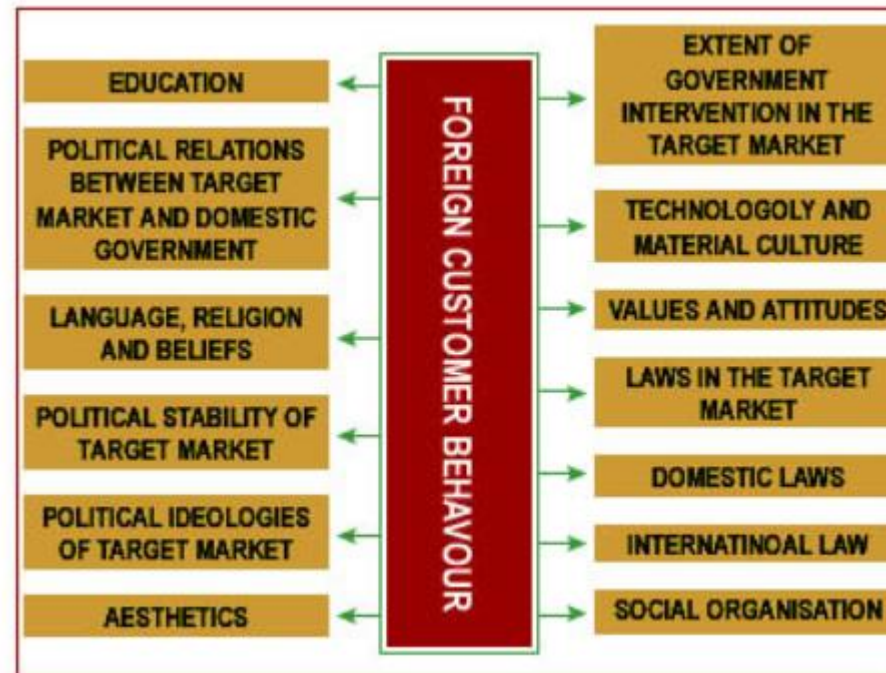 EDUCATION
POLITICAL RELATIONS
BETWEEN TARGET
MARKET AND DOMESTIC
GOVERNMENT
LANGUAGE, RELIGION
AND BELIEFS
POLITICAL STABILITY OF
TARGET MARKET
POLITICAL IDEOLOGIES
OF TARGET MARKET
AESTHETICS
FOREIGN CUSTOMER BEHAVOUR
EXTENT OF
GOVERNMENT
INTERVENTION IN THE
TARGET MARKET
TECHNOLOGOLY AND
MATERIAL CULTURE
VALUES AND ATTITUDES
LAWS IN THE TARGET
MARKET
DOMESTIC LAWS
INTERNATINOAL LAW
SOCIAL ORGANISATION